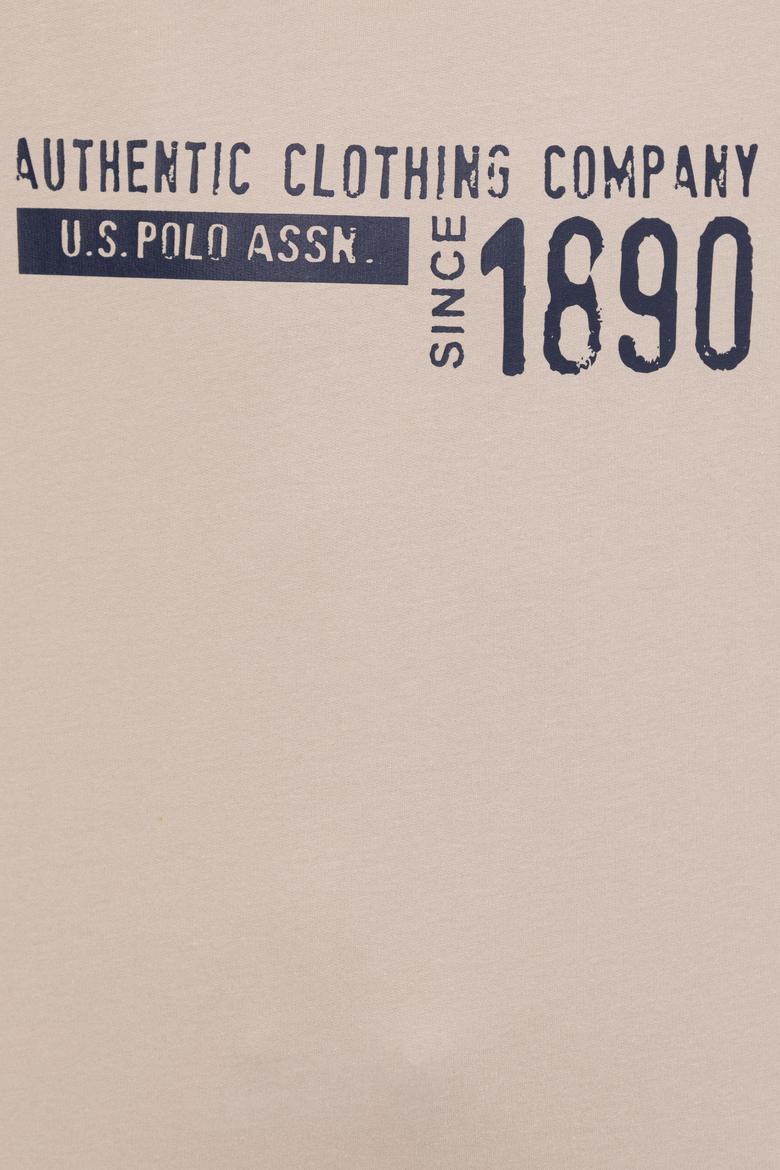 AUTHENTIC CLOTHING COMPANY
U.S. POLO ASSN.
SINCE
1890